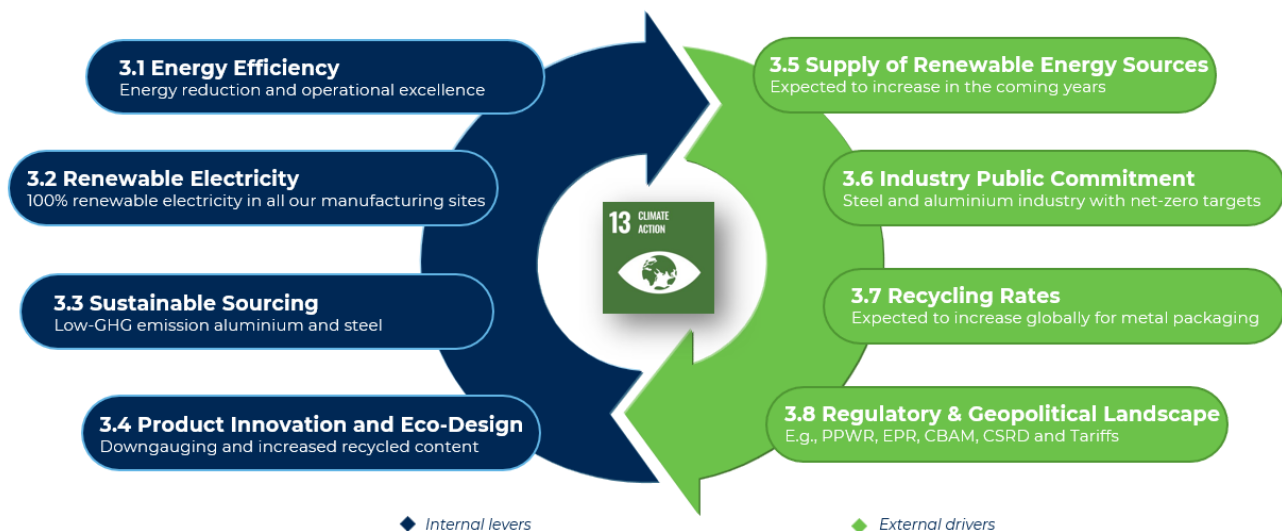 3.1 Energy Efficiency
Energy reduction and operational excellence
3.2 Renewable Electricity
100% renewable electricity in all our manufacturing sites
3.3 Sustainable Sourcing
Low-GHG emission aluminium and steel
3.4 Product Innovation and Eco-Design
Downgauging and increased recycled content
13 CLIMATE
ACTION
3.5 Supply of Renewable Energy Sources
Expected to increase in the coming years
3.6 Industry Public Commitment
Steel and aluminium industry with net-zero targets
3.7 Recycling Rates
Expected to increase globally for metal packaging
3.8 Regulatory & Geopolitical Landscape
E.g., PPWR, EPR, CBAM, CSRD and Tariffs
Internal levers
External drivers